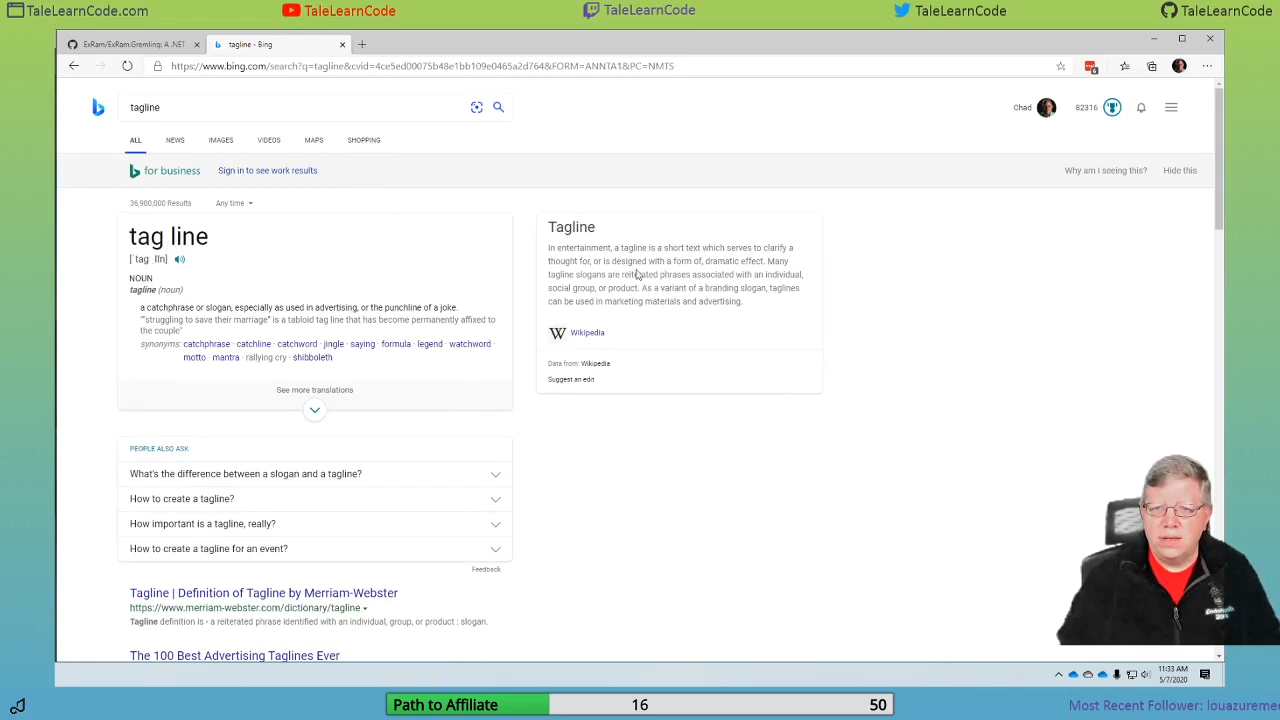 TaleLearnCode.com
TaleLearnCode
TaleLearnCode
TaleLearnCode
TaleLearnCode
ExRam/ExRam.Gremlinq: A .NET
tagline - Bing
https://www.bing.com/search?q=tagline&cvid=4ce5ed00075b48e1bb109e0465a2d764&FORM=ANNTA1&PC=NMTS
6
tagline
Chad
82316
ALL
NEWS
IMAGES
VIDEOS
MAPS
SHOPPING
for business
Sign in to see work results
Why am I seeing this?
Hide this
36,900,000 Results
Any time
tag line
[ˈtaɡ ˌlīn]
NOUN
tagline (noun)
a catchphrase or slogan, especially as used in advertising, or the punchline of a joke.
"“struggling to save their marriage” is a tabloid tag line that has become permanently affixed to
the couple"
synonyms: catchphrase · catchline · catchword · jingle · saying · formula · legend · watchword ·
motto · mantra · rallying cry · shibboleth
See more translations
Tagline
In entertainment, a tagline is a short text which serves to clarify a
thought for, or is designed with a form of, dramatic effect. Many
tagline slogans are reiterated phrases associated with an individual,
social group, or product. As a variant of a branding slogan, taglines
can be used in marketing materials and advertising.
W Wikipedia
Data from: Wikipedia
Suggest an edit
PEOPLE ALSO ASK
What's the difference between a slogan and a tagline?
How to create a tagline?
How important is a tagline, really?
How to create a tagline for an event?
Feedback
Tagline | Definition of Tagline by Merriam-Webster
https://www.merriam-webster.com/dictionary/tagline
Tagline definition is - a reiterated phrase identified with an individual, group, or product : slogan.
The 100 Best Advertising Taglines Ever
11:33 AM
5/7/2020
Path to Affiliate
16
50
Most Recent Follower: louazureme